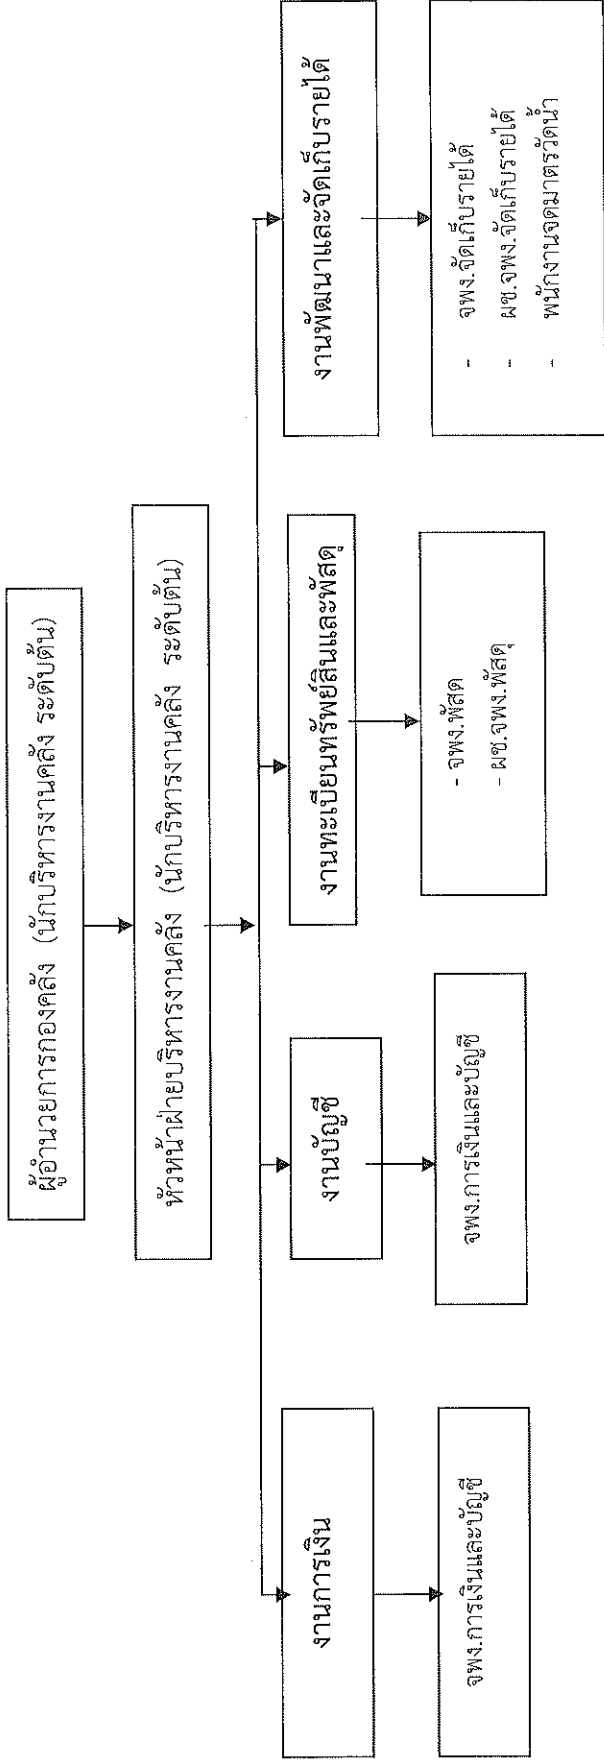 ผู้อำนวยการกองคลัง (นักบริหารงานคลัง ระดับต้น)
หัวหน้าฝ่ายบริหารงานคลัง (นักบริหารงานคลัง ระดับต้น)
งานการเงิน
งานบัญชี
งานทะเบียนทรัพย์สินและพัสดุ
งานพัฒนาและจัดเก็บรายได้
จพง.การเงินและบัญชี
จพง.การเงินและบัญชี
- จพง.พัสด
- ผช.จพง.พัสดุ
- จพง.จัดเก็บรายได้
- ผช.จพง.จัดเก็บรายได้
- พนักงานจดมาตรวัดน้ำ